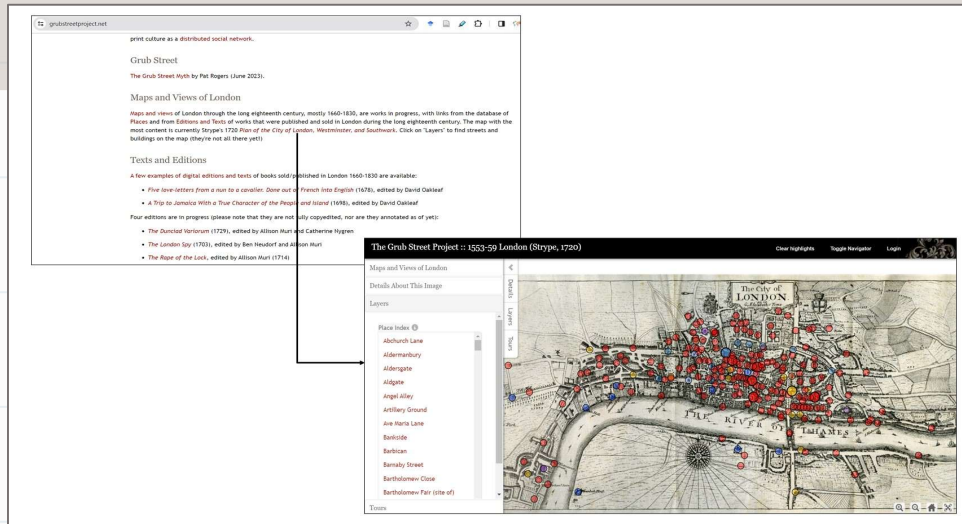 grubstreetproject.net
print culture as a distributed social network.
Grub Street
The Grub Street Myth by Pat Rogers (June 2023).
Maps and Views of London
Maps and views of London through the long eighteenth century, mostly 1660-1830, are works in progress, with links from the database of
Places and from Editions and Texts of works that were published and sold in London during the long eighteenth century. The map with the
most content is currently Strype's 1720 Plan of the City of London, Westminster, and Southwark. Click on "Layers" to find streets and
buildings on the map (they're not all there yet!)
Texts and Editions
A few examples of digital editions and texts of books sold/published in London 1660-1830 are available:
• Five love-letters from a nun to a cavalier. Done out of French into English (1678), edited by David Oakleaf
• A Trip to Jamaica With a True Character of the People and Island (1698), edited by David Oakleaf
Four editions are in progress (please note that they are not fully copyedited, nor are they annotated as of yet):
• The Dunciad Variorum (1729), edited by Allison Muri and Catherine Nygren
• The London Spy (1703), edited by Ben Neudorf and Allison Muri
• The Rape of the Lock, edited by Allison Muri (1714)
The Grub Street Project :: 1553-59 London (Strype, 1720)
Clear highlights
Toggle Navigator
Login
Maps and Views of London
Details About This Image
Layers
Place Index
Abchurch Lane
Aldermanbury
Aldersgate
Aldgate
Angel Alley
Artillery Ground
Ave Maria Lane
Bankside
Barbican
Barnaby Street
Bartholomew Close
Bartholomew Fair (site of)
Tours
Details
Layers
Tours
The City of
LONDON
THE RIVER OF THAMES